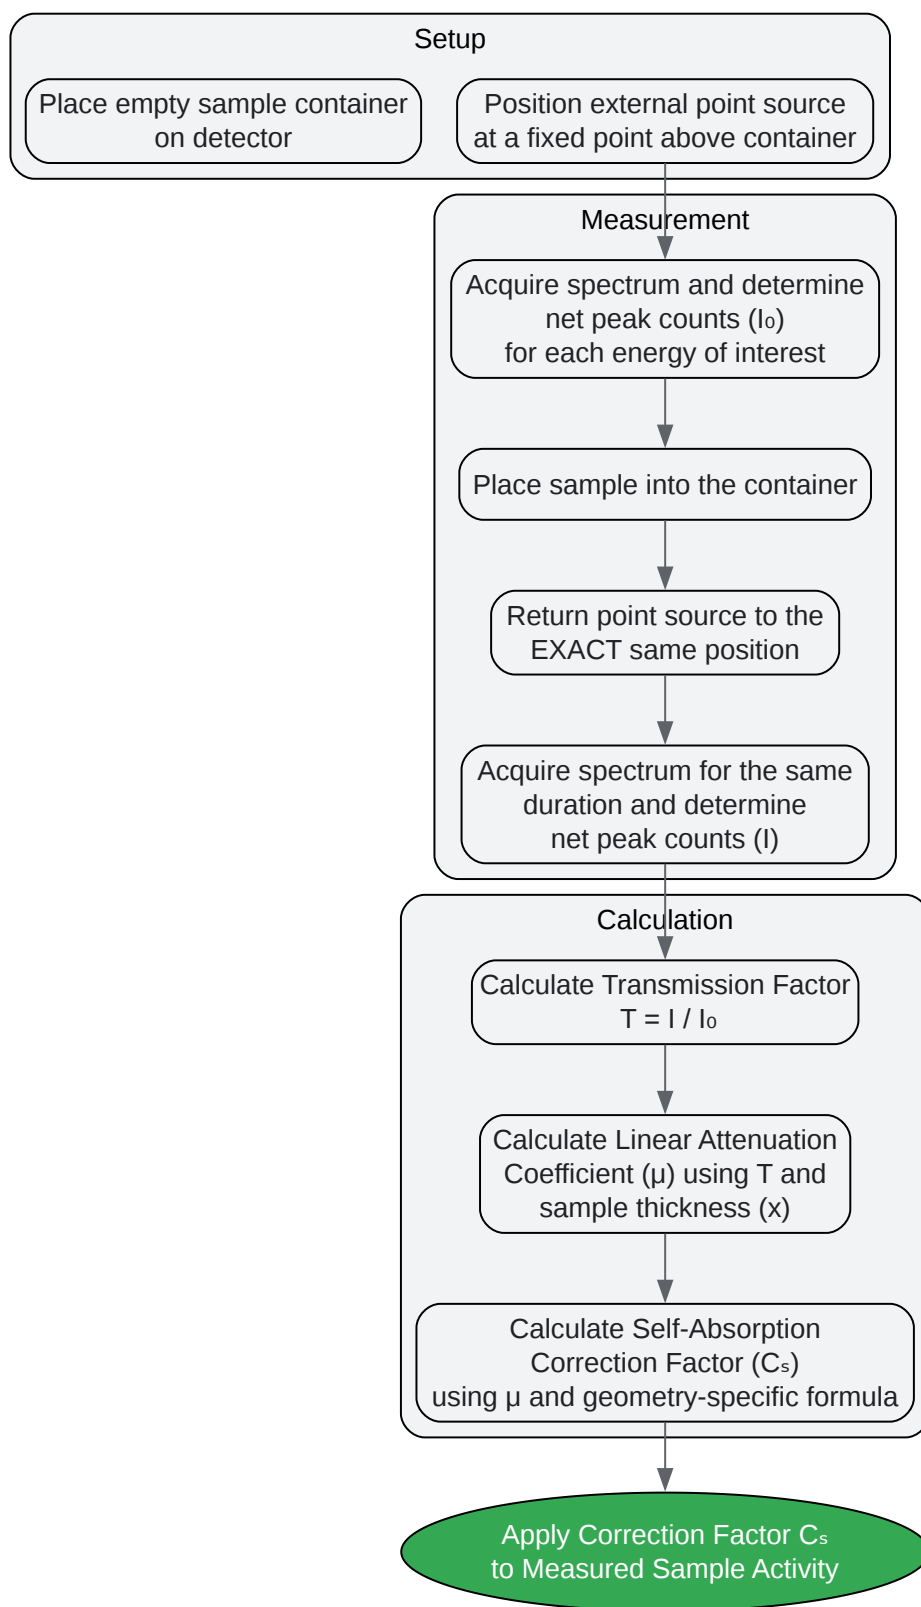 Setup
Place empty sample container
on detector
Position external point source
at a fixed point above container
Measurement
Acquire spectrum and determine
net peak counts (I₀)
for each energy of interest
Place sample into the container
Return point source to the
EXACT same position
Acquire spectrum for the same
duration and determine
net peak counts (I)
Calculation
Calculate Transmission Factor
T = I / I₀
Calculate Linear Attenuation
Coefficient (μ) using T and
sample thickness (x)
Calculate Self-Absorption
Correction Factor (Cₛ)
using μ and geometry-specific formula
Apply Correction Factor Cₛ
to Measured Sample Activity